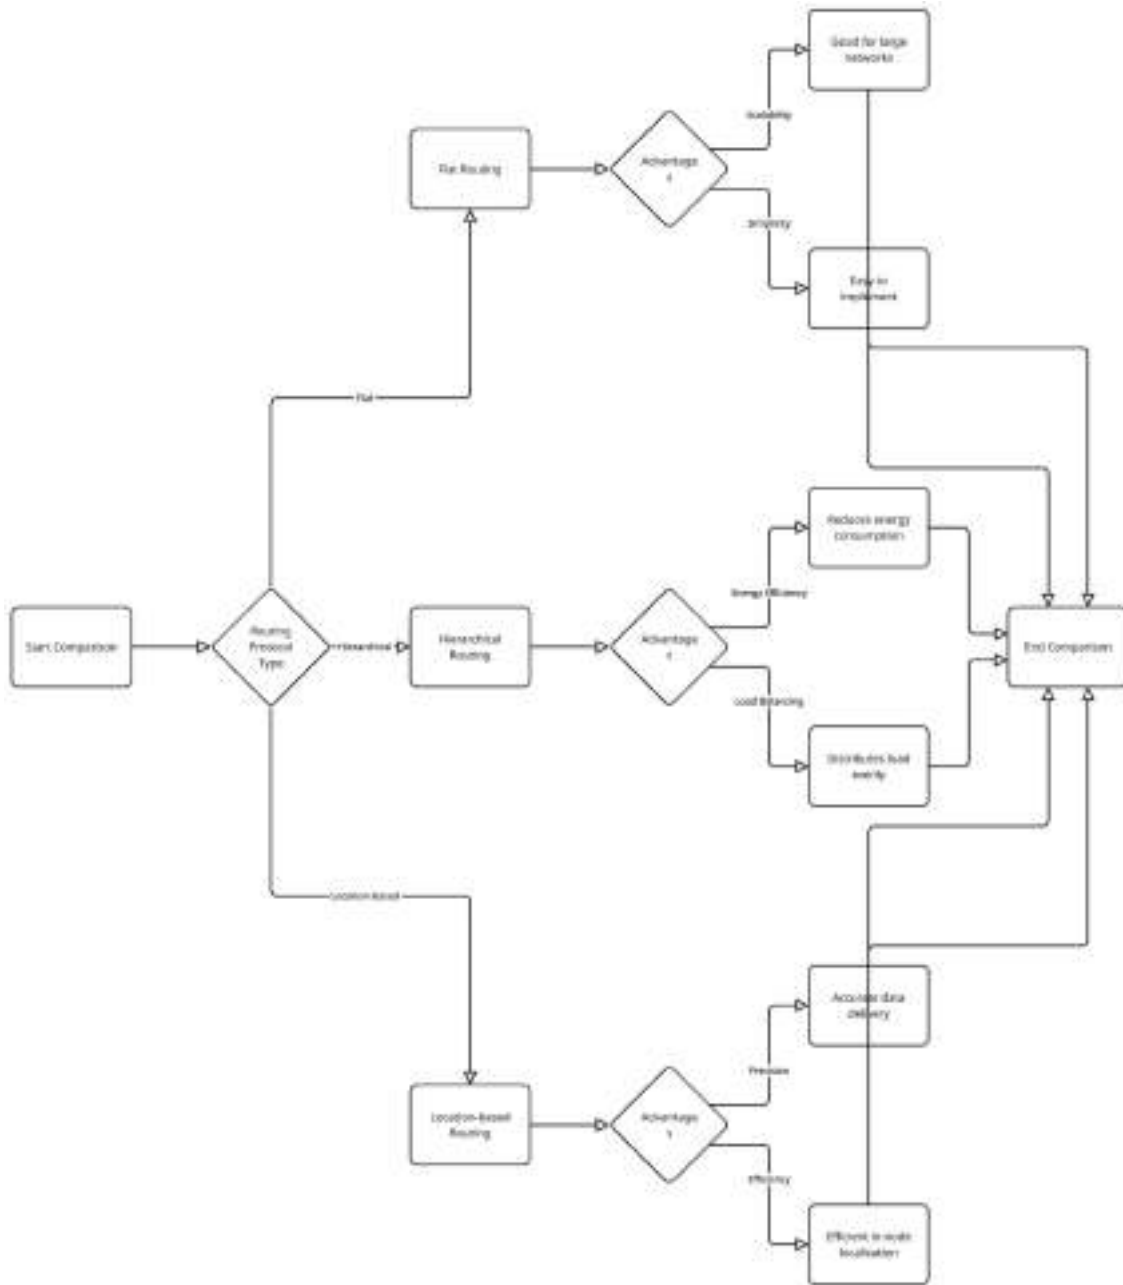 Good for large
networks
Scalability
Flat Routing
Advantage
s
Simplicity
Easy to
implement
Flat
Reduces energy
consumption
Energy Efficiency
Start Comparison
Routing
Protocol
Type
Hierarchical
Hierarchical
Routing
Advantage
s
End Comparison
Load Balancing
Distributes load
evenly
Location-Based
Accurate data
delivery
Precision
Location-Based
Routing
Advantage
s
Efficiency
Efficient in node
localisation